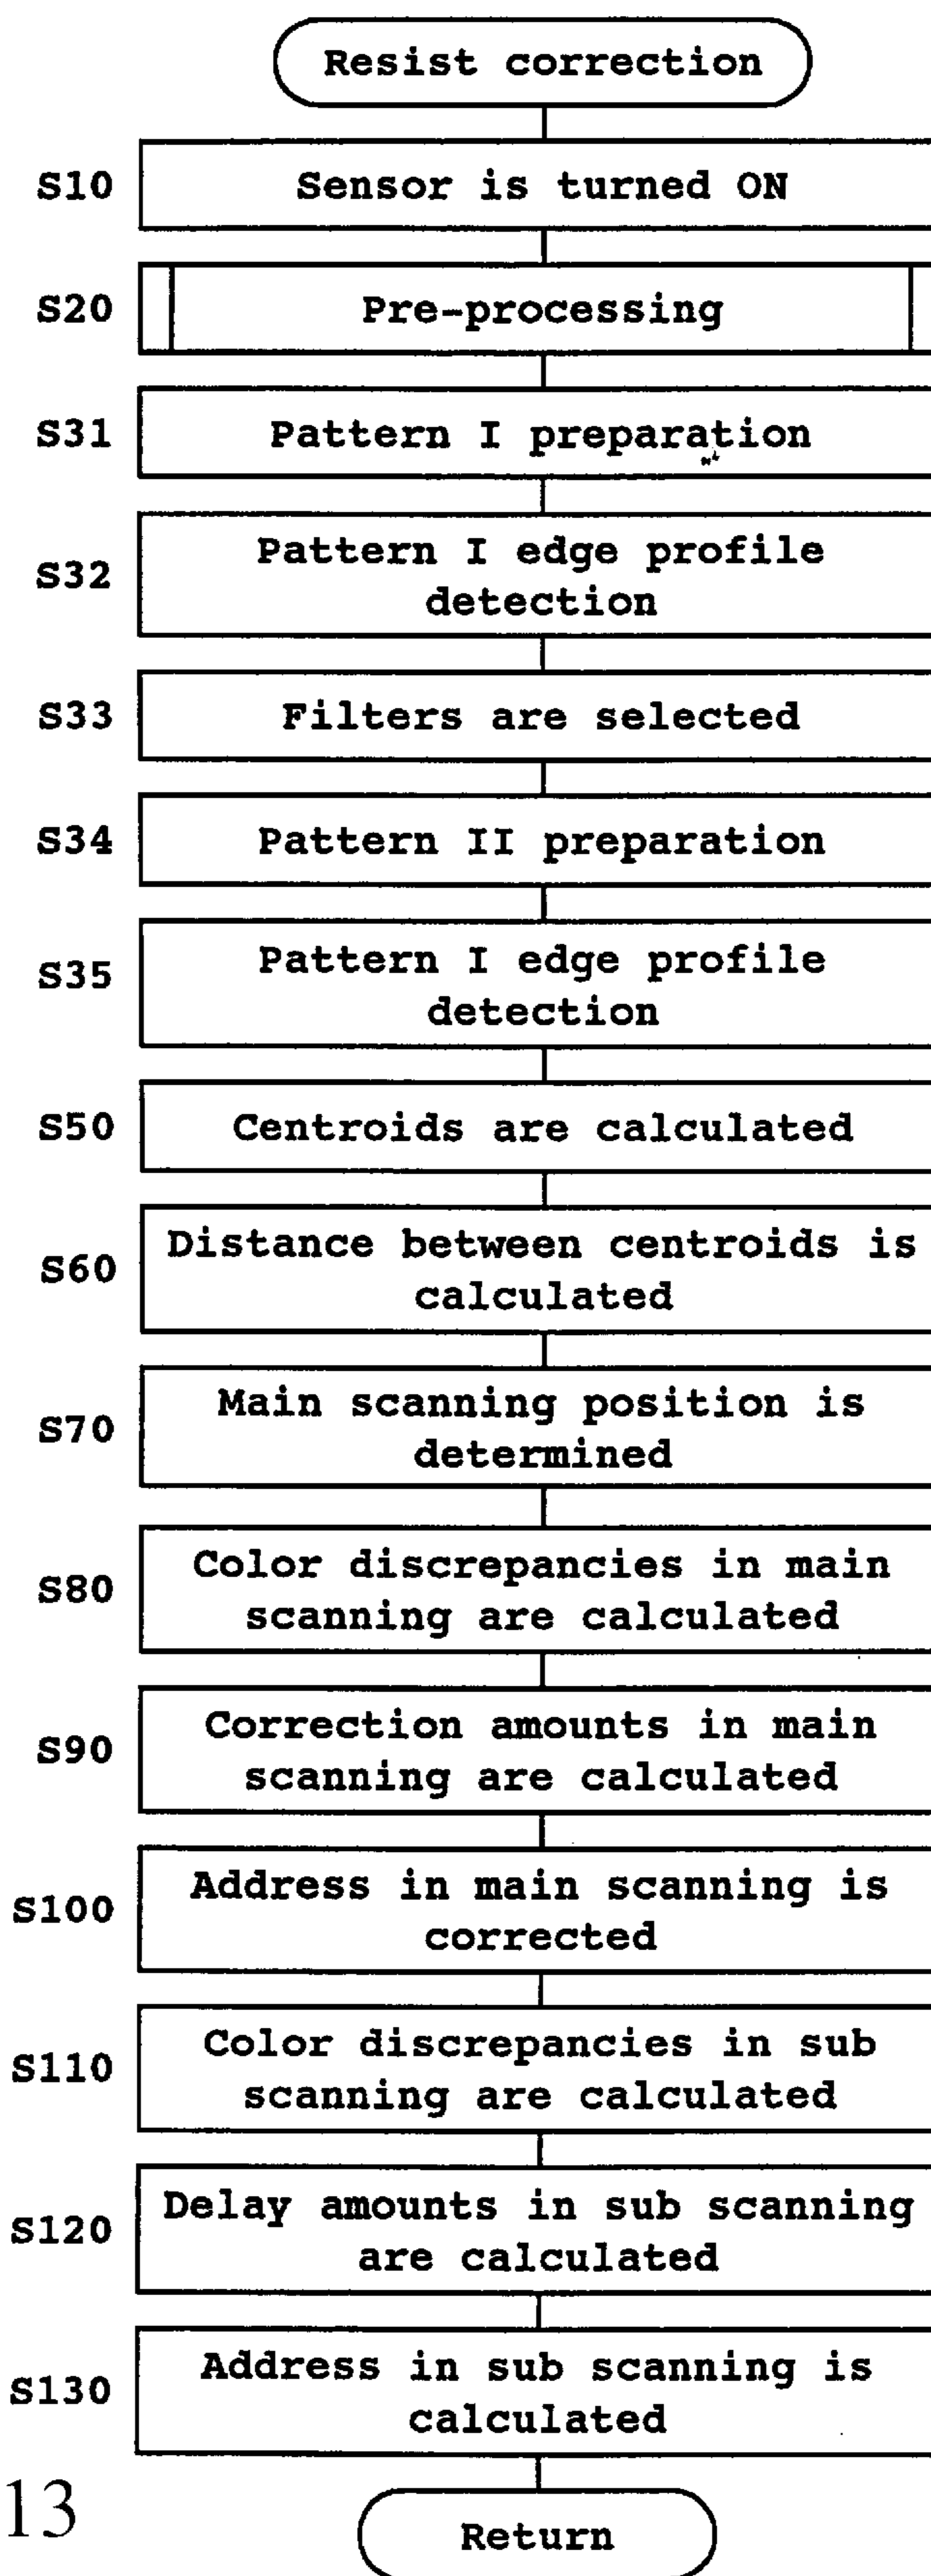 Resist correction
S10
Sensor is turned ON
S20
Pre-processing
S31
Pattern I preparation
S32
Pattern I edge profile
detection
S33
Filters are selected
S34
Pattern II preparation
S35
Pattern I edge profile
detection
S50
Centroids are calculated
S60
Distance between centroids is
calculated
S70
Main scanning position is
determined
S80
Color discrepancies in main
scanning are calculated
S90
Correction amounts in main
scanning are calculated
S100
Address in main scanning is
corrected
S110
Color discrepancies in sub
scanning are calculated
S120
Delay amounts in sub scanning
are calculated
S130
Address in sub scanning is
calculated
13
Return